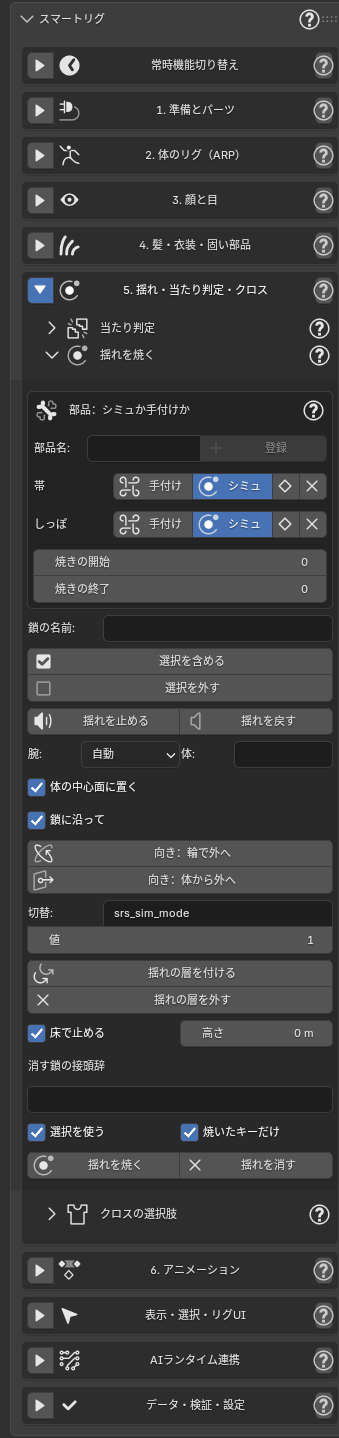 スマートリグ
常時機能切り替え
1. 準備とパーツ
2. 体のリグ（ARP）
3. 顔と目
4. 髪・衣装・固い部品
5. 揺れ・当たり判定・クロス
当たり判定
揺れを焼く
部品: シミュか手付けか
部品名: 登録
帯 手付け シミュ
しっぽ 手付け シミュ
焼きの開始 0
焼きの終了 0
鎖の名前:
選択を含める
選択を外す
揺れを止める 揺れを戻す
腕: 自動 体:
体の中心面に置く
鎖に沿って
向き: 輪で外へ
向き: 体から外へ
切替: srs_sim_mode
値 1
揺れの層を付ける
揺れの層を外す
床で止める 高さ 0 m
消す鎖の接頭辞
選択を使う 焼いたキーだけ
揺れを焼く 揺れを消す
クロスの選択肢
6. アニメーション
表示・選択・リグUI
AIランタイム連携
データ・検証・設定